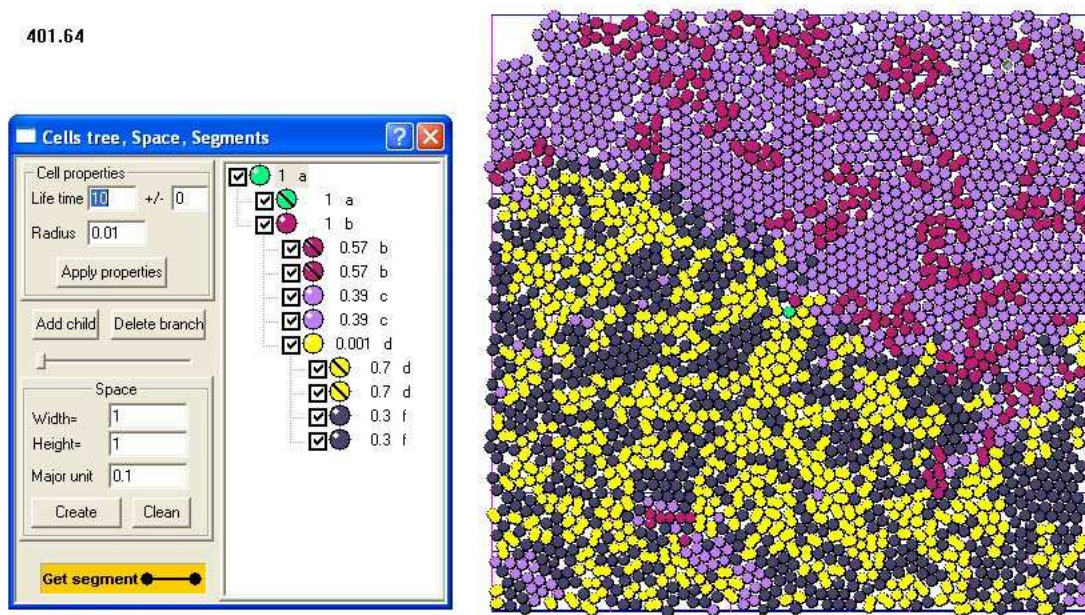 401.64
Cells tree, Space, Segments
Cell properties
Life time 10 +/- 0
Radius 0.01
Apply properties
Add child Delete branch
Space
Width= 1
Height= 1
Major unit 0.1
Create Clean
Get segment
1 a
1 a
1 b
0.57 b
0.57 b
0.39 c
0.39 c
0.001 d
0.7 d
0.7 d
0.3 f
0.3 f